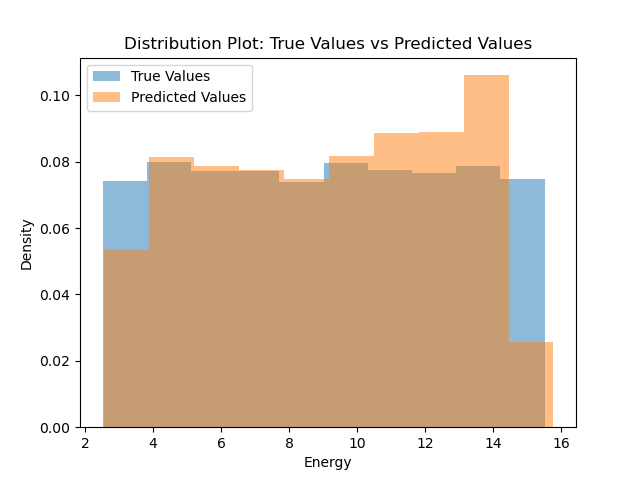 Distribution Plot: True Values vs Predicted Values
True Values
Predicted Values
Density
0.10
0.08
0.06
0.04
0.02
0.00
2 4 6 8 10 12 14 16
Energy